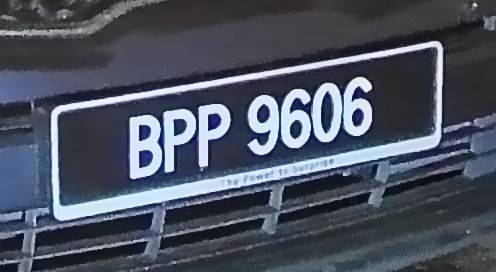 BPP 9606
The Power to Surprise